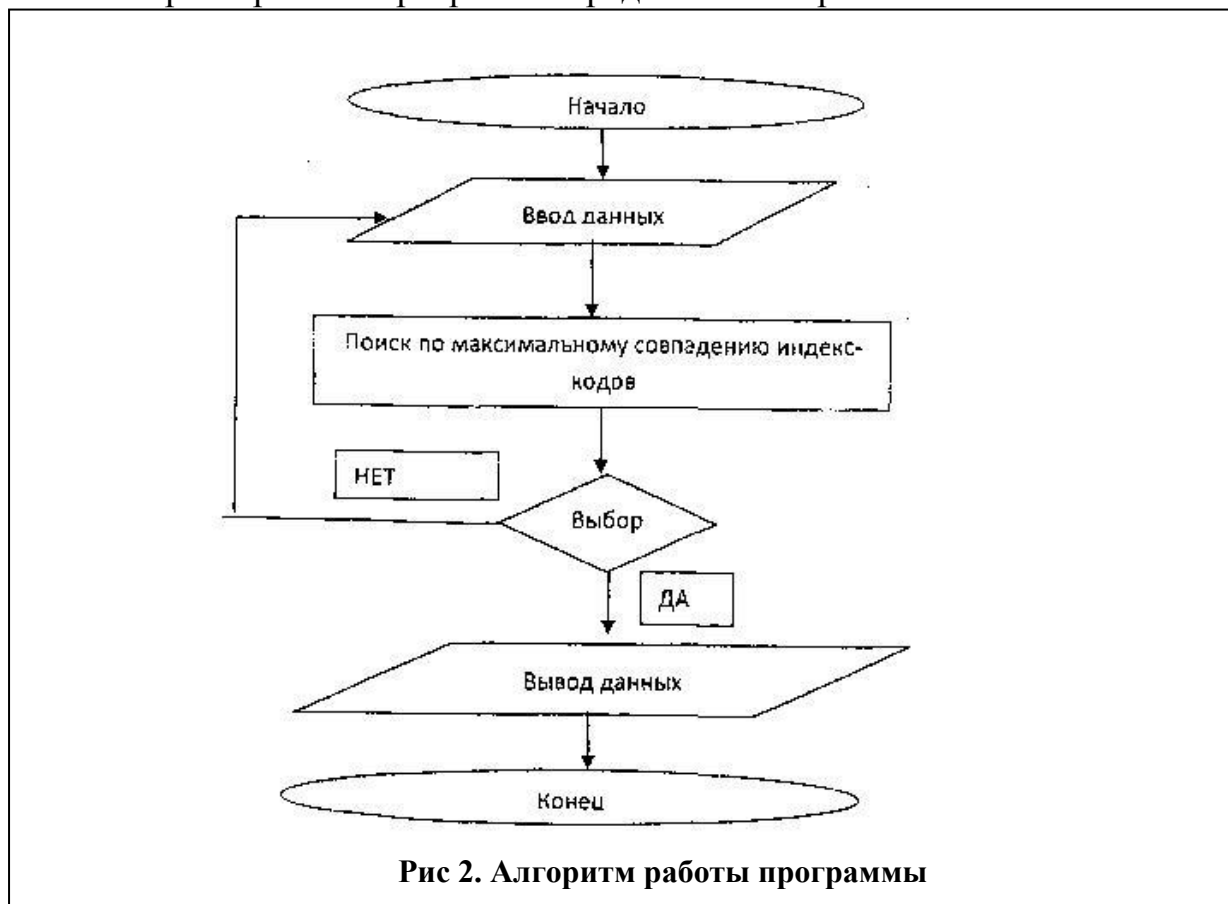 Начало
Ввод данных
Поиск по максимальному совпадению индекс-
кодов
НЕТ
Выбор
ДА
Вывод данных
Конец
Рис 2. Алгоритм работы программы